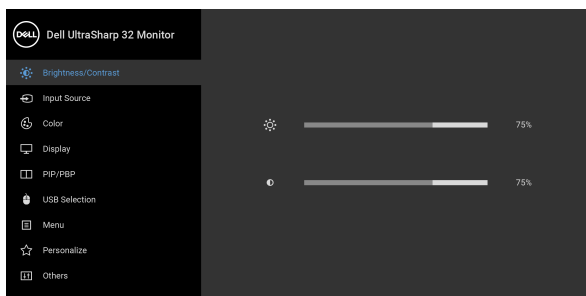 DELL Dell UltraSharp 32 Monitor
Brightness/Contrast
Input Source
Color
75%
Display
PIP/PBP
75%
USB Selection
Menu
Personalize
Others